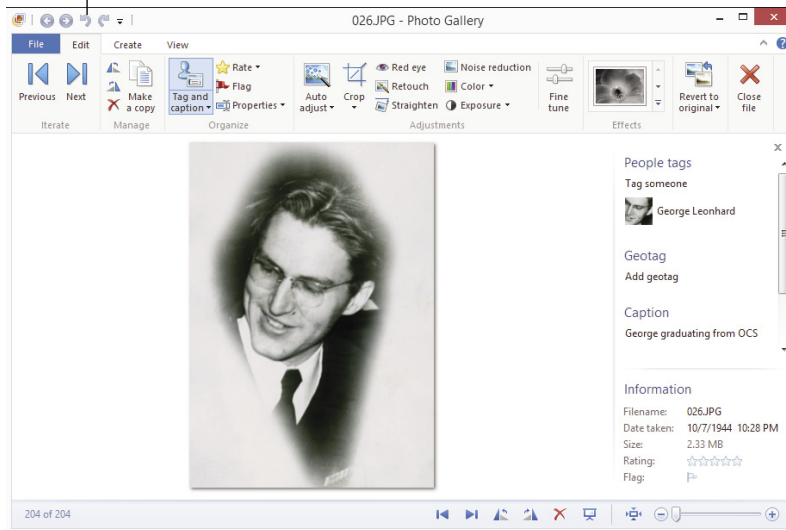 026.JPG - Photo Gallery
File Edit Create View
Previous Next
Make a copy
Tag and caption
Rate
Flag
Properties
Auto adjust
Crop
Red eye
Retouch
Straighten
Noise reduction
Color
Exposure
Fine tune
Revert to original
Close file
Iterate Manage Organize Adjustments Effects
People tags
Tag someone
George Leonhard
Geotag
Add geotag
Caption
George graduating from OCS
Information
Filename: 026.JPG
Date taken: 10/7/1944 10:28 PM
Size: 2.33 MB
Rating:
Flag:
204 of 204